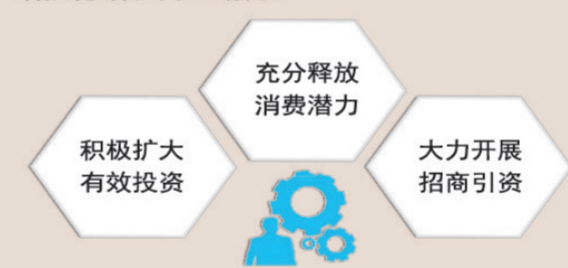 充分释放
消费潜力
积极扩大
有效投资
大力开展
招商引资